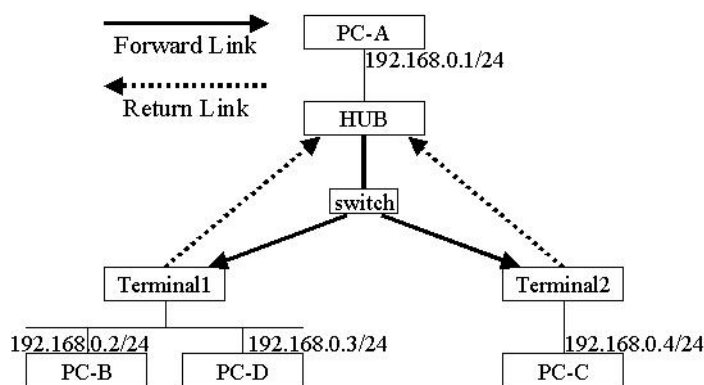 Forward Link
Return Link
PC-A
192.168.0.1/24
HUB
switch
Terminal1
Terminal2
192.168.0.2/24
192.168.0.3/24
192.168.0.4/24
PC-B
PC-D
PC-C